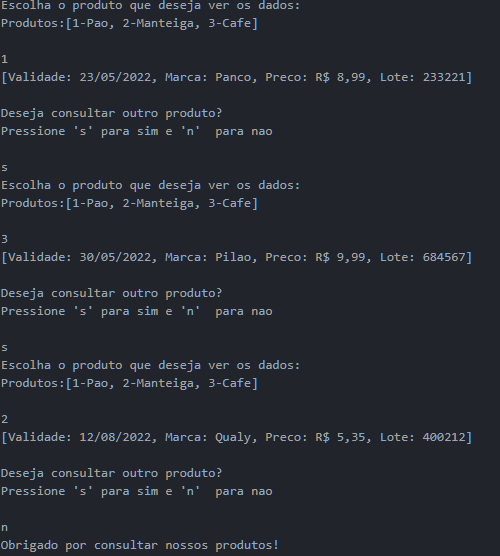 Escolha o produto que deseja ver os dados:
Produtos:[1-Pao, 2-Manteiga, 3-Cafe]
1
[Validade: 23/05/2022, Marca: Panco, Preco: R$ 8,99, Lote: 233221]
Deseja consultar outro produto?
Pressione 's' para sim e 'n'  para nao
s
Escolha o produto que deseja ver os dados:
Produtos:[1-Pao, 2-Manteiga, 3-Cafe]
3
[Validade: 30/05/2022, Marca: Pilao, Preco: R$ 9,99, Lote: 684567]
Deseja consultar outro produto?
Pressione 's' para sim e 'n'  para nao
s
Escolha o produto que deseja ver os dados:
Produtos:[1-Pao, 2-Manteiga, 3-Cafe]
2
[Validade: 12/08/2022, Marca: Qualy, Preco: R$ 5,35, Lote: 400212]
Deseja consultar outro produto?
Pressione 's' para sim e 'n'  para nao
n
Obrigado por consultar nossos produtos!